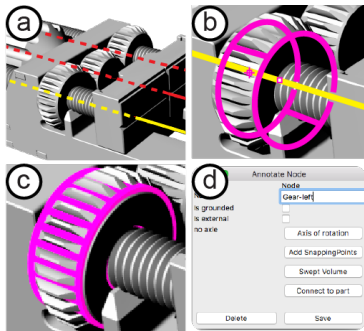 a
b
c
d
Annotate Node
Node
Gear-left
is grounded
is external
no axle
Axis of rotation
Add SnappingPoints
Swept Volume
Connect to part
Delete
Save